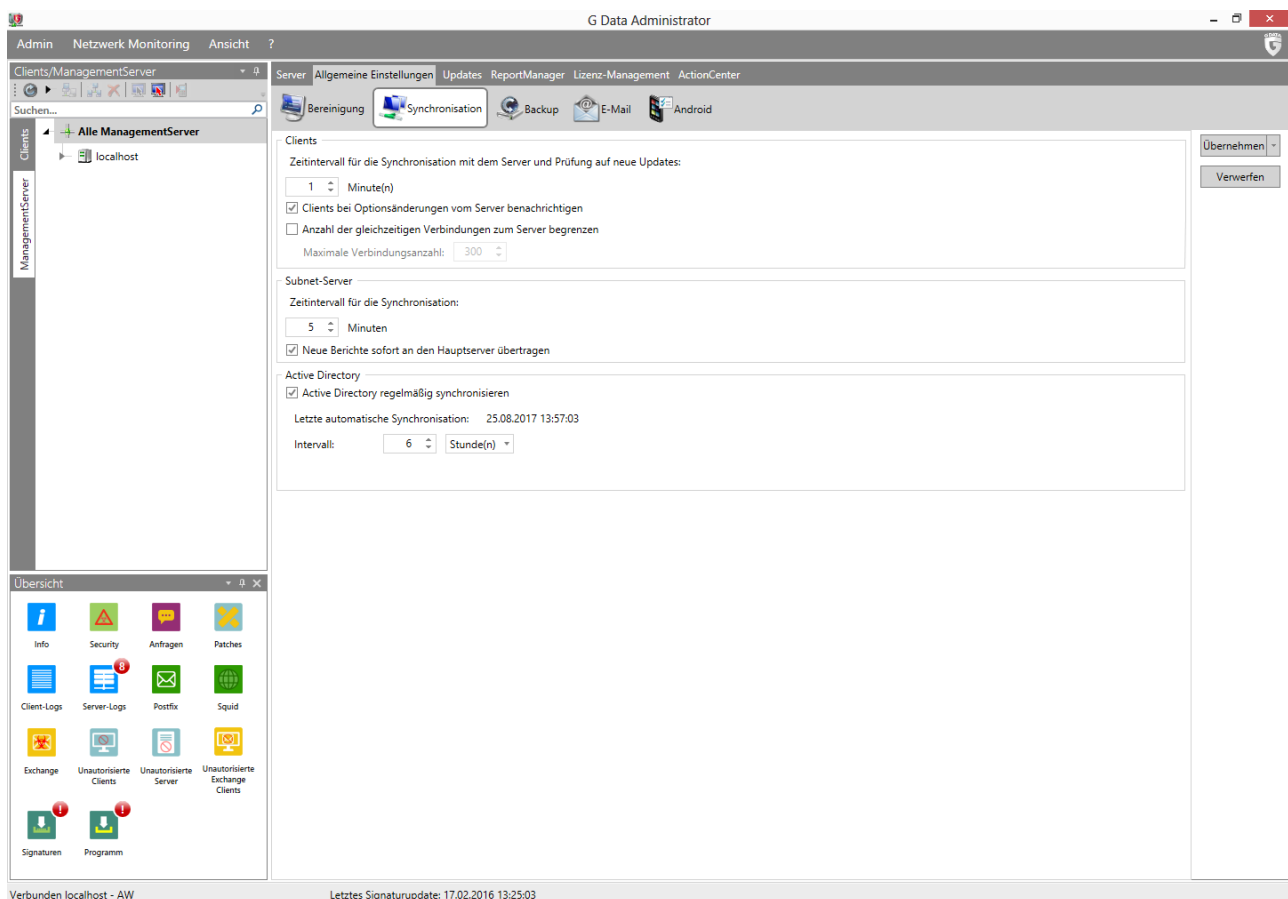 G Data Administrator
Admin Netzwerk Monitoring Ansicht ?
G DATA
Clients/ManagementServer
Suchen...
Clients
ManagementServer
Alle ManagementServer
localhost
Server Allgemeine Einstellungen Updates ReportManager Lizenz-Management ActionCenter
Bereinigung Synchronisation Backup E-Mail Android
Clients
Zeitintervall für die Synchronisation mit dem Server und Prüfung auf neue Updates:
1 Minute(n)
Clients bei Optionsänderungen vom Server benachrichtigen
Anzahl der gleichzeitigen Verbindungen zum Server begrenzen
Maximale Verbindungsanzahl: 300
Subnet-Server
Zeitintervall für die Synchronisation:
5 Minuten
Neue Berichte sofort an den Hauptserver übertragen
Active Directory
Active Directory regelmäßig synchronisieren
Letzte automatische Synchronisation: 25.08.2017 13:57:03
Intervall: 6 Stunde(n)
Übernehmen
Verwerfen
Übersicht
Info Security Anfragen Patches
8
Client-Logs Server-Logs Postfix Squid
Exchange Unautorisierte Clients Unautorisierte Server Unautorisierte Exchange Clients
! !
Signaturen Programm
Verbunden localhost - AW Letztes Signaturupdate: 17.02.2016 13:25:03